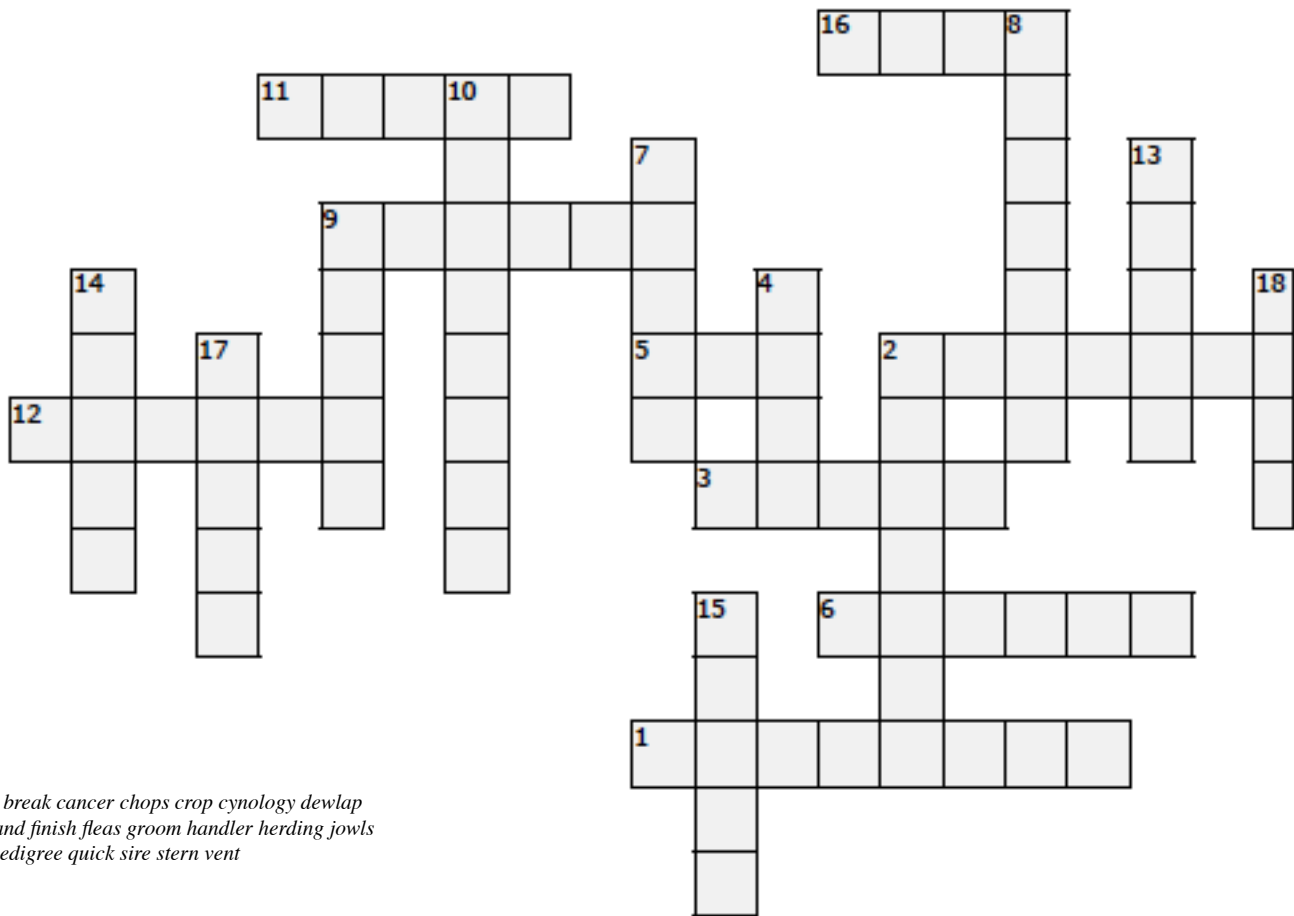 16 8
11 10
7 13
9
14 4 18
17 5 2
12
3
15 6
1
break cancer chops crop cynology dewlap
finish fleas groom handler herding jowls
edigree quick sire stern vent